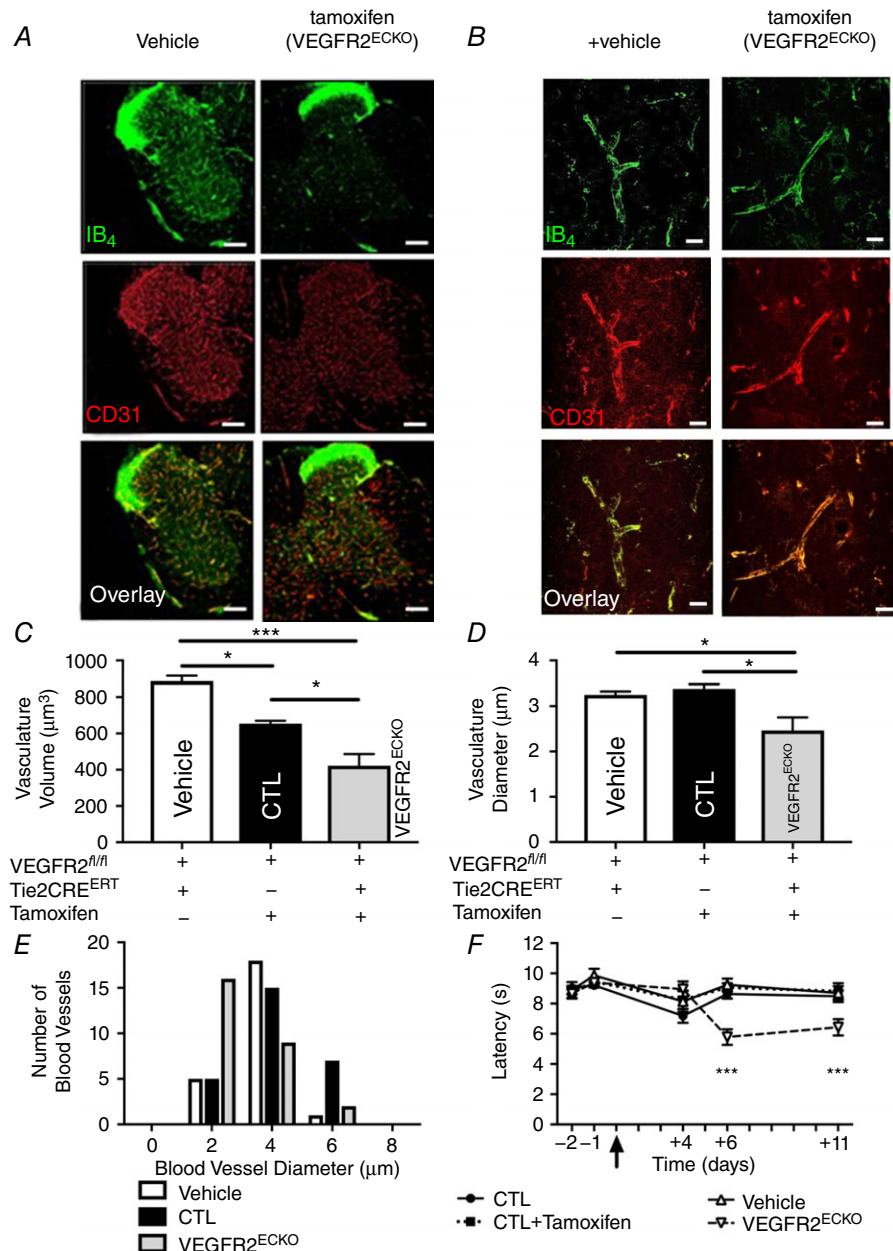 A
Vehicle
tamoxifen
(VEGFR2ECKO)
IB4
CD31
Overlay
B
+vehicle
tamoxifen
(VEGFR2ECKO)
IB4
CD31
Overlay
C
Vasculature
Volume (μm3)
1000
800
600
400
200
0
***
*
*
Vehicle
CTL
VEGFR2ECKO
VEGFR2fl/fl + + +
Tie2CREERT + – +
Tamoxifen – + +
D
Vasculature
Diameter (μm)
4
3
2
1
0
*
*
Vehicle
CTL
VEGFR2ECKO
VEGFR2fl/fl + + +
Tie2CREERT + – +
Tamoxifen – + +
E
Number of
Blood Vessels
20
15
10
5
0
0 2 4 6 8
Blood Vessel Diameter (μm)
Vehicle
CTL
VEGFR2ECKO
F
Latency (s)
12
10
8
6
4
2
0
*** ***
–2 –1 +4 +6 +11
Time (days)
CTL Vehicle
CTL+Tamoxifen VEGFR2ECKO